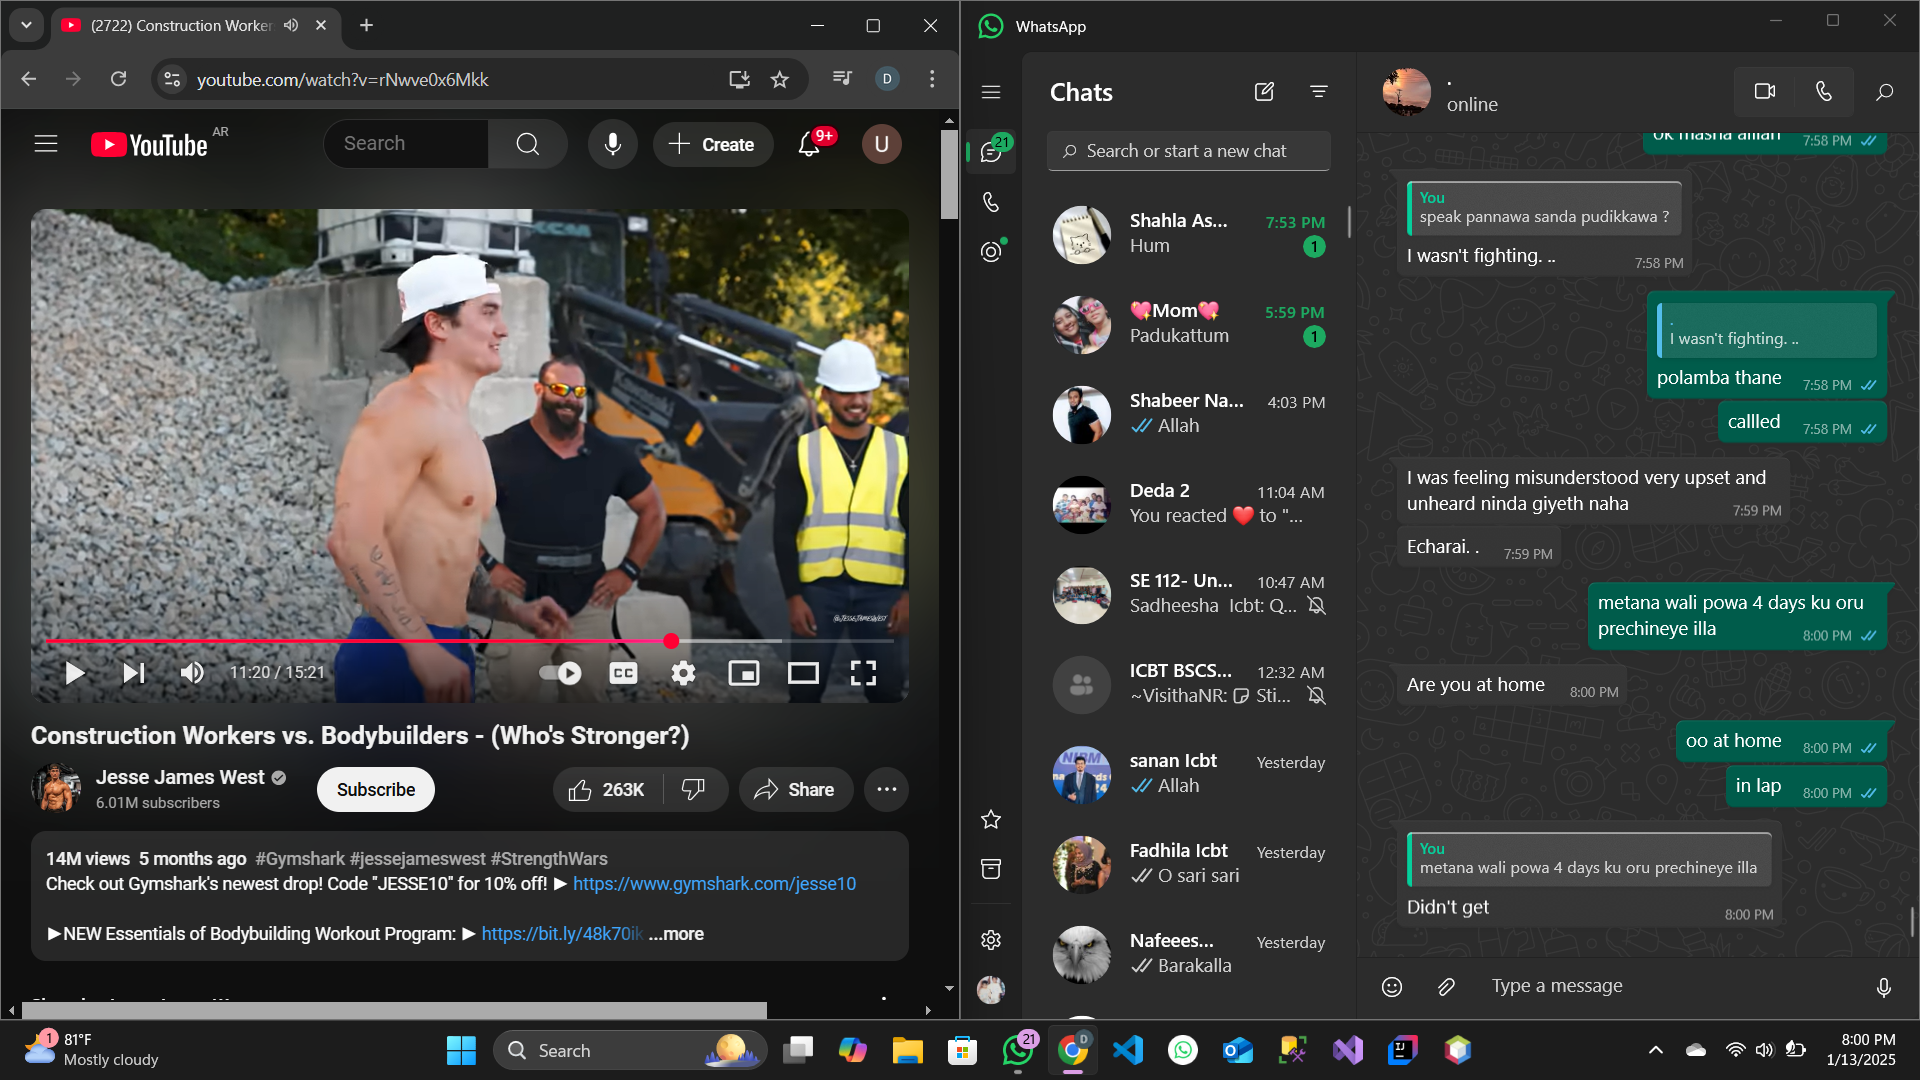 (2722) Construction Worker
youtube.com/watch?v=rNwve0x6Mkk
D
YouTube
AR
Search
Create
9+
U
@JESSEJAMESWEST
11:20 / 15:21
CC
Construction Workers vs. Bodybuilders - (Who's Stronger?)
Jesse James West
6.01M subscribers
Subscribe
263K
Share
14M views 5 months ago #Gymshark #jessejameswest #StrengthWars
Check out Gymshark's newest drop! Code "JESSE10" for 10% off! ► https://www.gymshark.com/jesse10
►NEW Essentials of Bodybuilding Workout Program: ► https://bit.ly/48k70ik ...more
WhatsApp
21
Chats
Search or start a new chat
Shahla As...
7:53 PM
Hum
1
💖Mom💖
5:59 PM
Padukattum
1
Shabeer Na...
4:03 PM
Allah
Deda 2
11:04 AM
You reacted ❤️ to "...
SE 112- Un...
10:47 AM
Sadheesha Icbt: Q...
ICBT BSCS...
12:32 AM
~VisithaNR: Sti...
sanan Icbt
Yesterday
Allah
Fadhila Icbt
Yesterday
O sari sari
Nafeees...
Yesterday
Barakalla
.
online
ok masha allah
7:58 PM
You
speak pannawa sanda pudikkawa ?
I wasn't fighting. ..
7:58 PM
.
I wasn't fighting. ..
polamba thane
7:58 PM
callled
7:58 PM
I was feeling misunderstood very upset and
unheard ninda giyeth naha
7:59 PM
Echarai. .
7:59 PM
metana wali powa 4 days ku oru
prechineye illa
8:00 PM
Are you at home
8:00 PM
oo at home
8:00 PM
in lap
8:00 PM
You
metana wali powa 4 days ku oru prechineye illa
Didn't get
8:00 PM
Type a message
1
81°F
Mostly cloudy
Search
21
D
IJ
8:00 PM
1/13/2025